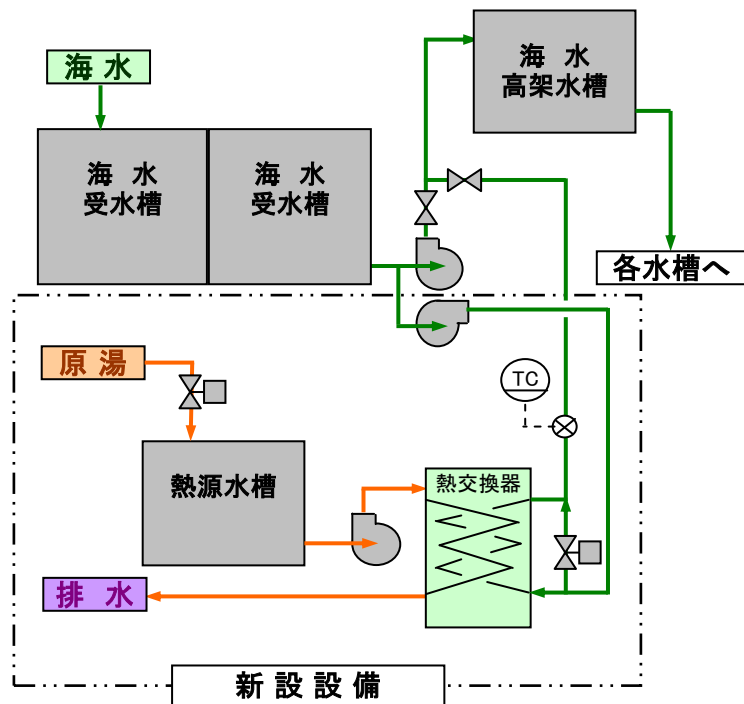 海 水
海 水
高架水槽
海 水
受水槽
海 水
受水槽
各水槽へ
原 湯
TC
熱源水槽
熱交換器
排 水
新 設 設 備